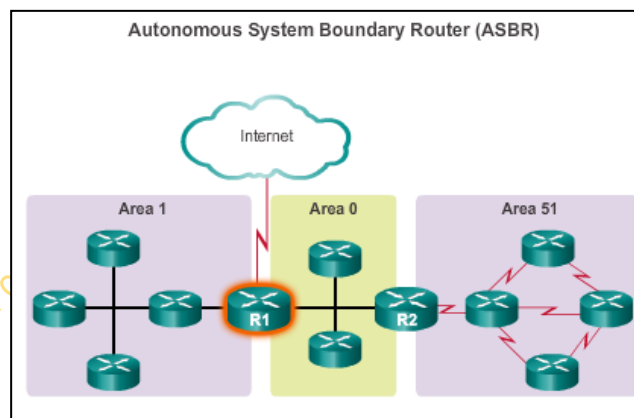 Autonomous System Boundary Router (ASBR)
Internet
Area 1
Area 0
Area 51
R1
R2